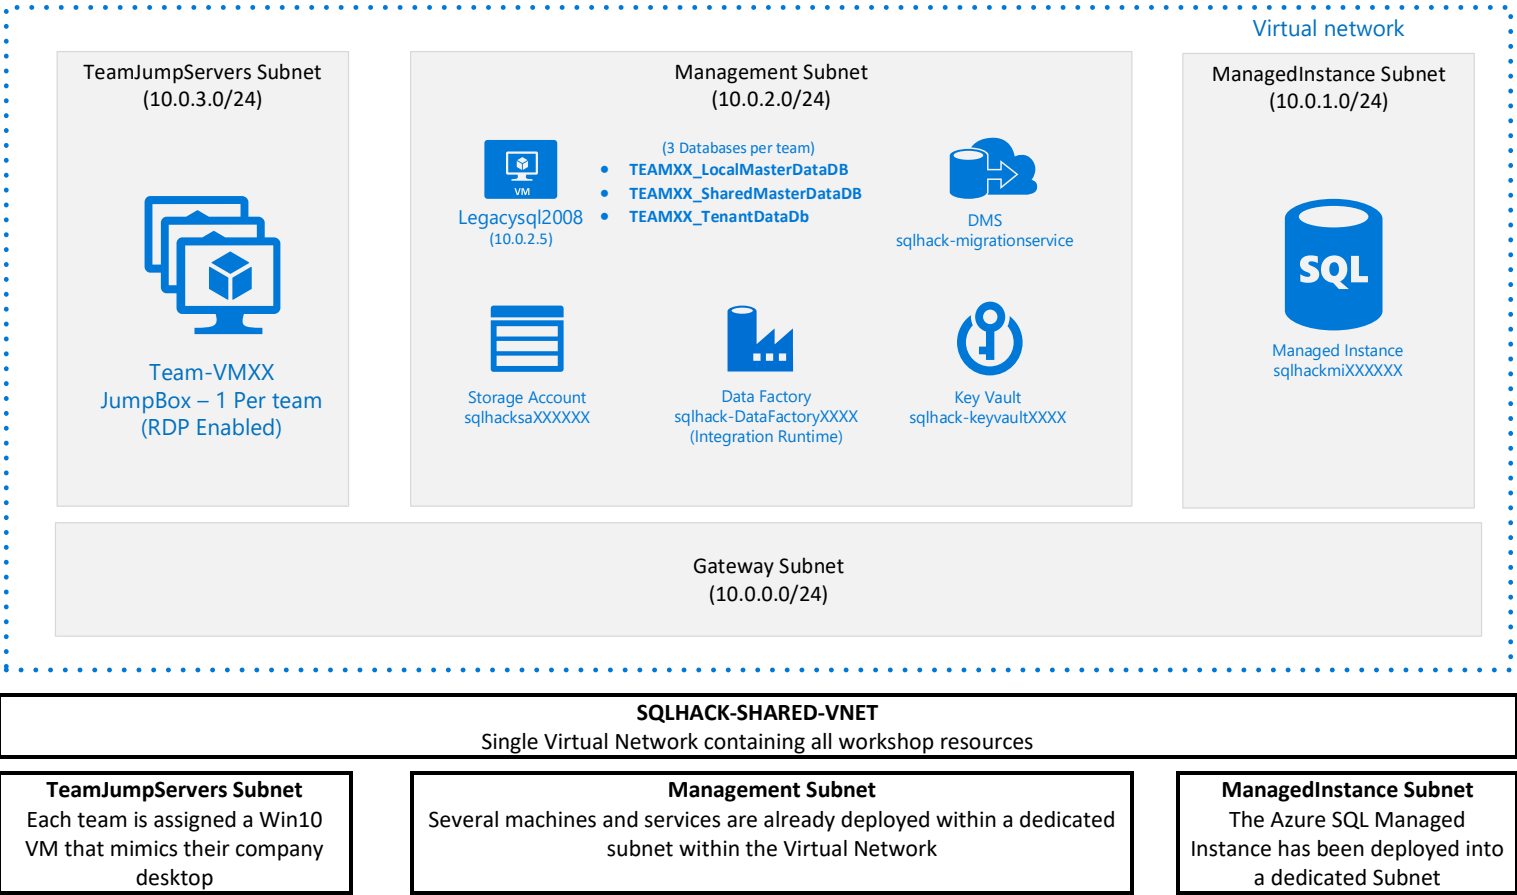 Virtual network
TeamJumpServers Subnet
(10.0.3.0/24)
Team-VMXX
JumpBox – 1 Per team
(RDP Enabled)
Management Subnet
(10.0.2.0/24)
VM
Legacysql2008
(10.0.2.5)
(3 Databases per team)
• TEAMXX_LocalMasterDataDB
• TEAMXX_SharedMasterDataDB
• TEAMXX_TenantDataDb
DMS
sqlhack-migrationservice
Storage Account
sqlhacksaXXXXXX
Data Factory
sqlhack-DataFactoryXXXX
(Integration Runtime)
Key Vault
sqlhack-keyvaultXXXX
ManagedInstance Subnet
(10.0.1.0/24)
SQL
Managed Instance
sqlhackmiXXXXXX
Gateway Subnet
(10.0.0.0/24)
SQLHACK-SHARED-VNET
Single Virtual Network containing all workshop resources
TeamJumpServers Subnet
Each team is assigned a Win10
VM that mimics their company
desktop
Management Subnet
Several machines and services are already deployed within a dedicated
subnet within the Virtual Network
ManagedInstance Subnet
The Azure SQL Managed
Instance has been deployed into
a dedicated Subnet